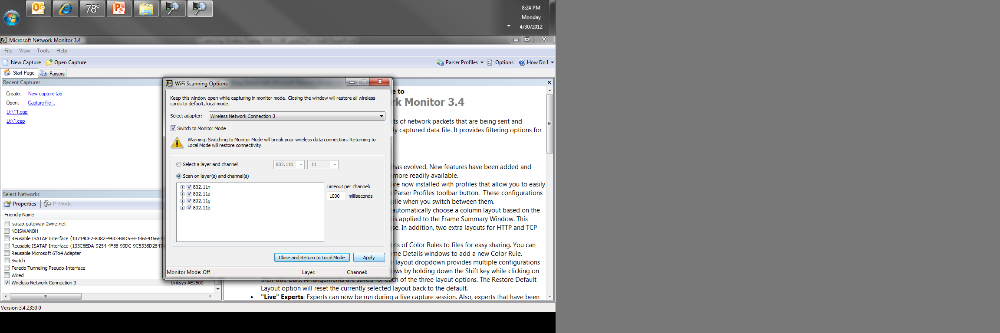 78°
8:24 PM
Monday
4/30/2012
Microsoft Network Monitor 3.4
File View Tools Help
New Capture Open Capture
Parser Profiles Options How Do I
Start Page Parsers
Recent Captures
Create: New capture tab
Open: Capture file...
D:\11.cap
D:\1.cap
Select Networks
Properties P-Mode
Friendly Name
isatap.gateway.2wire.net
NDISWANBH
Reusable ISATAP Interface {10714CE2-8082-4433-B8D5-EE1B654166F5
Reusable ISATAP Interface {133C6EDA-9254-4F5B-99DC-9C5338D2847
Reusable Microsoft 6To4 Adapter
Switch
Teredo Tunneling Pseudo-Interface
Wired
Wireless Network Connection 3 Linksys AE2500
WiFi Scanning Options
Keep this window open while capturing in monitor mode. Closing the window will restore all wireless
cards to default, local mode.
Select adapter: Wireless Network Connection 3
Switch to Monitor Mode
Warning: Switching to Monitor Mode will break your wireless data connection. Returning to
Local Mode will restore connectivity.
Select a layer and channel 802.11b 11
Scan on layer(s) and channel(s)
802.11n
802.11a
802.11g
802.11b
Timeout per channel:
1000 milliseconds
Close and Return to Local Mode Apply
Monitor Mode: Off Layer: Channel:
e to
rk Monitor 3.4
ts of network packets that are being sent and
ly captured data file. It provides filtering options for
has evolved. New features have been added and
more readily available.
re now installed with profiles that allow you to easily
Parser Profiles toolbar button. These configurations
pile when you switch between them.
automatically choose a column layout based on the
is applied to the Frame Summary Window. This
se. In addition, two extra layouts for HTTP and TCP
ets of Color Rules to files for easy sharing. You can
me Details windows to add a new Color Rule.
layout dropdown provides multiple configurations
ows by holding down the Shift key while clicking on
their title bars. Arrangements are saved for each of the three layout options. The Restore Default
Layout option will reset the currently selected layout back to the default.
• "Live" Experts: Experts can now be run during a live capture session. Also, experts that have been
Version 3.4.2350.0